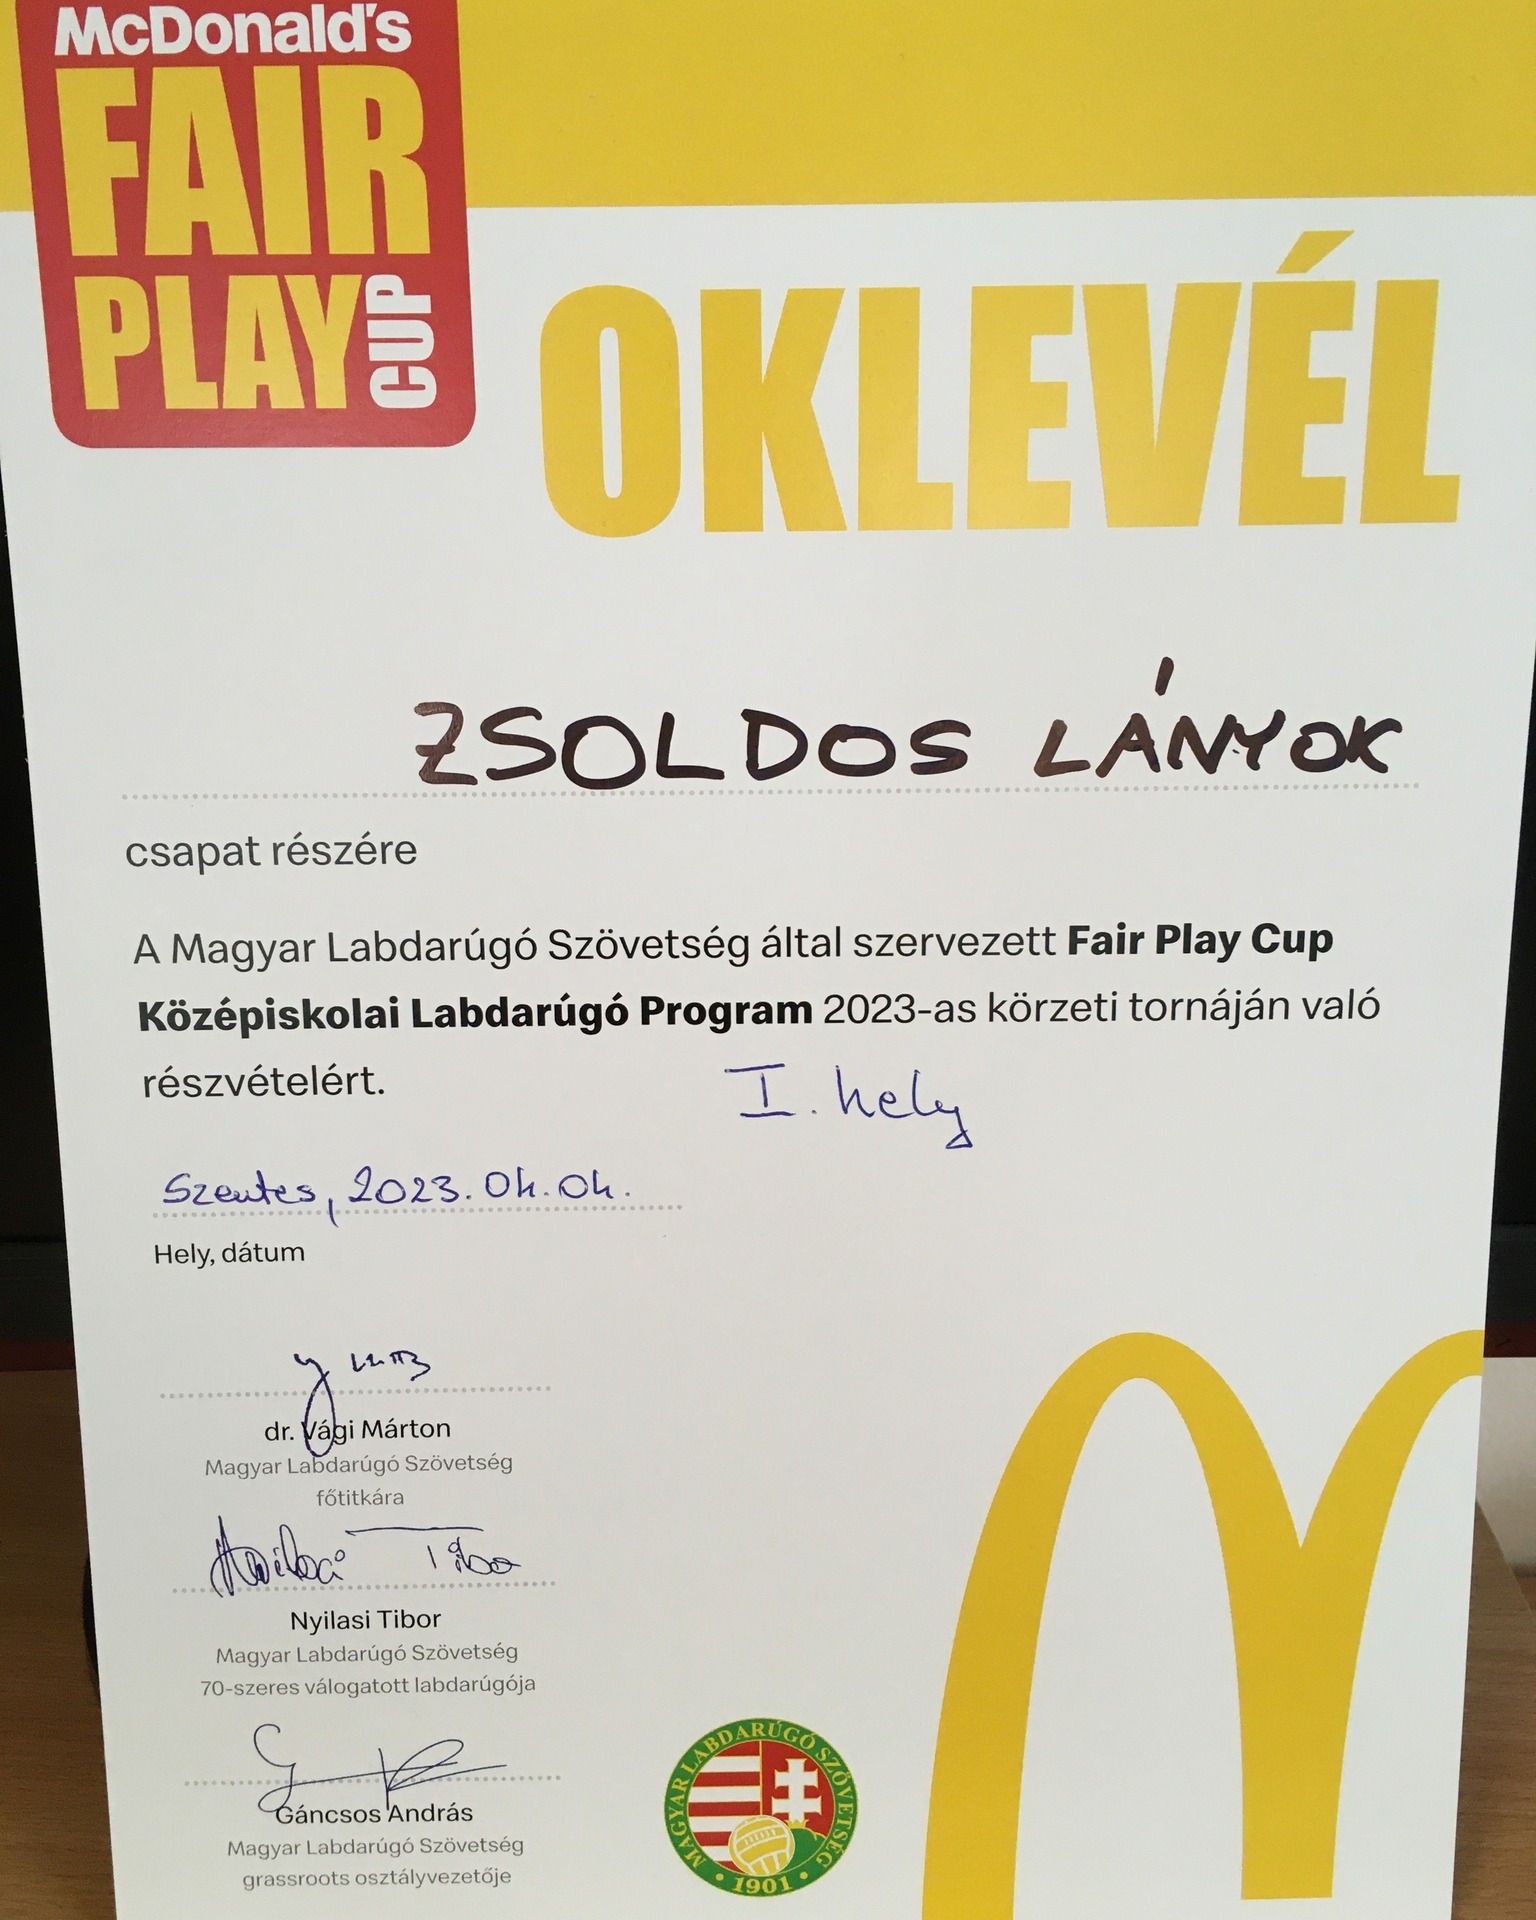 McDonald's
FAIR
PLAY CUP
OKLEVÉL
ZSOLDOS LÁNYOK
csapat részére
A Magyar Labdarúgó Szövetség által szervezett Fair Play Cup
Középiskolai Labdarúgó Program 2023-as körzeti tornáján való
részvételért.
I. hely
Szentes, 2023. 04. 04.
Hely, dátum
dr. Vági Márton
Magyar Labdarúgó Szövetség
főtitkára
Nyilasi Tibor
Nyilasi Tibor
Magyar Labdarúgó Szövetség
70-szeres válogatott labdarúgója
Gáncsos András
Magyar Labdarúgó Szövetség
grassroots osztályvezetője
MAGYAR LABDARÚGÓ SZÖVETSÉG
• 1901 •